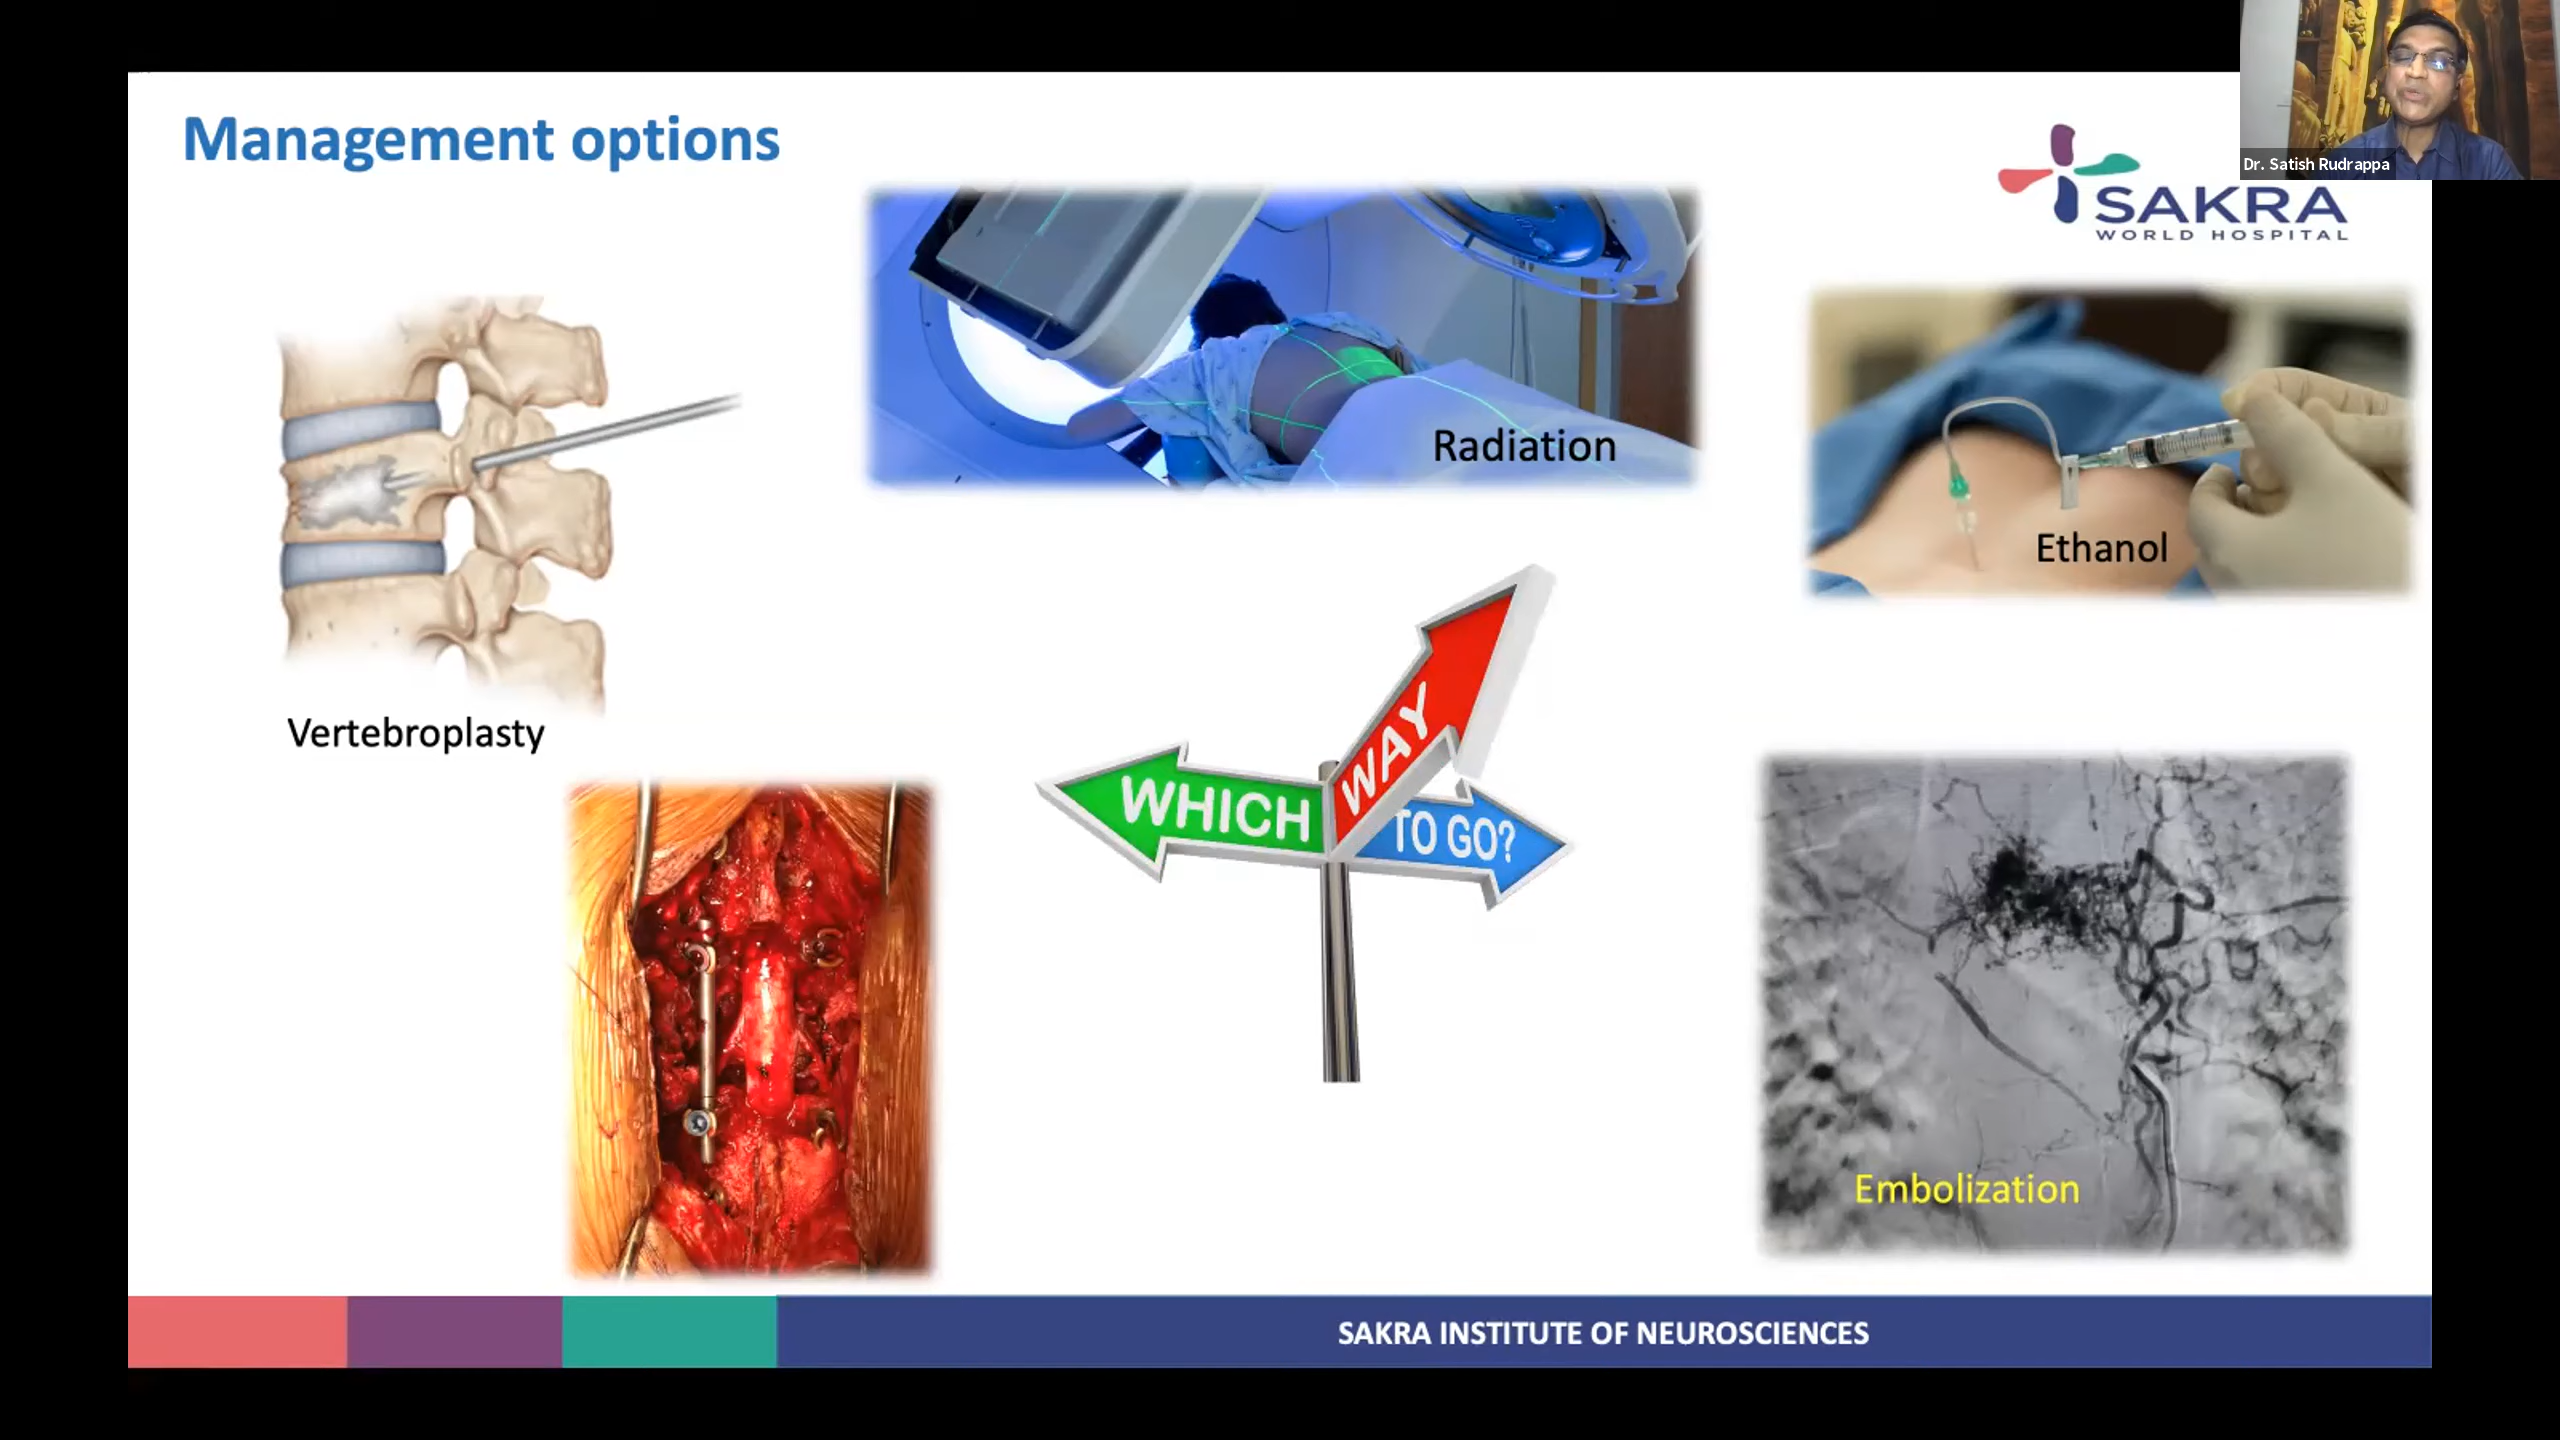 Management options
Dr. Satish Rudrappa
SAKRA
WORLD HOSPITAL
Radiation
Ethanol
Vertebroplasty
WHICH
WAY
TO GO?
Embolization
SAKRA INSTITUTE OF NEUROSCIENCES